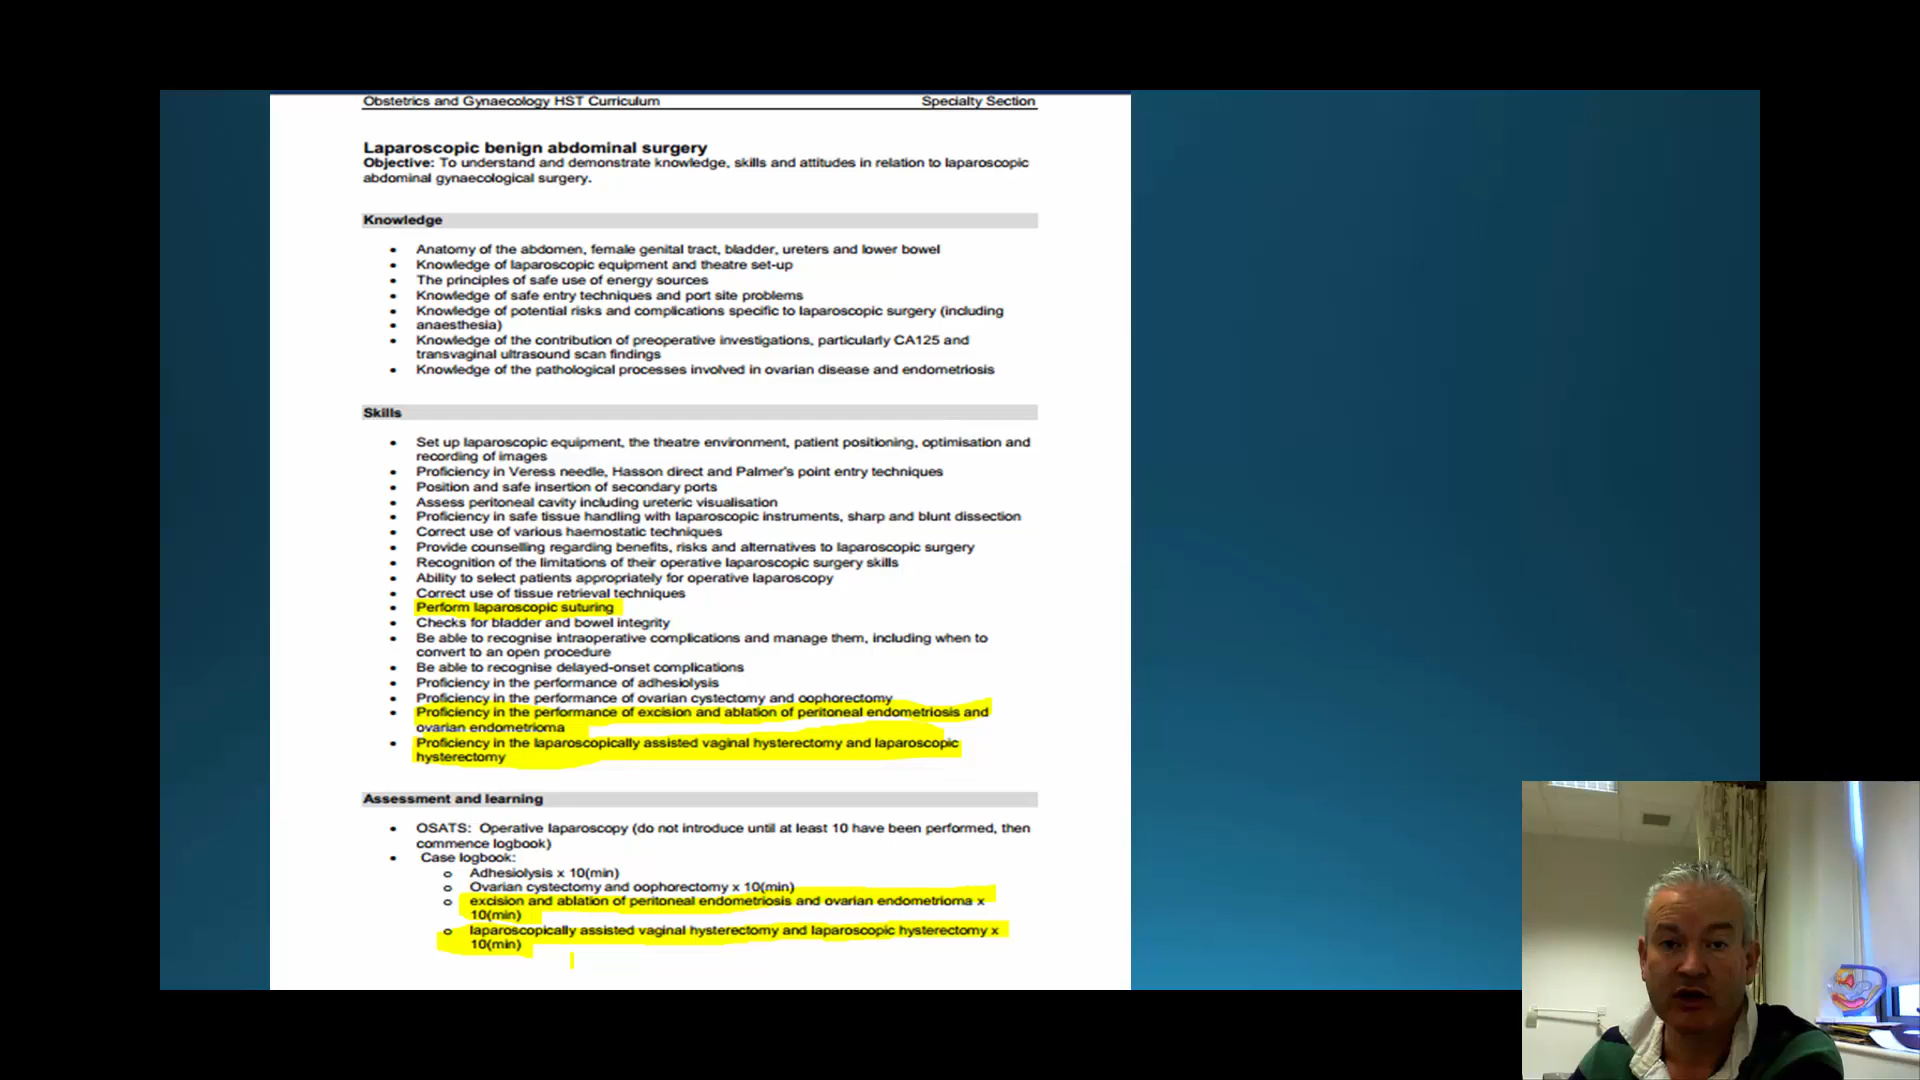 Obstetrics and Gynaecology HST Curriculum Specialty Section
Laparoscopic benign abdominal surgery
Objective: To understand and demonstrate knowledge, skills and attitudes in relation to laparoscopic
abdominal gynaecological surgery.
Knowledge
• Anatomy of the abdomen, female genital tract, bladder, ureters and lower bowel
• Knowledge of laparoscopic equipment and theatre set-up
• The principles of safe use of energy sources
• Knowledge of safe entry techniques and port site problems
• Knowledge of potential risks and complications specific to laparoscopic surgery (including
• anaesthesia)
• Knowledge of the contribution of preoperative investigations, particularly CA125 and
transvaginal ultrasound scan findings
• Knowledge of the pathological processes involved in ovarian disease and endometriosis
Skills
• Set up laparoscopic equipment, the theatre environment, patient positioning, optimisation and
recording of images
• Proficiency in Veress needle, Hasson direct and Palmer's point entry techniques
• Position and safe insertion of secondary ports
• Assess peritoneal cavity including ureteric visualisation
• Proficiency in safe tissue handling with laparoscopic instruments, sharp and blunt dissection
• Correct use of various haemostatic techniques
• Provide counselling regarding benefits, risks and alternatives to laparoscopic surgery
• Recognition of the limitations of their operative laparoscopic surgery skills
• Ability to select patients appropriately for operative laparoscopy
• Correct use of tissue retrieval techniques
• Perform laparoscopic suturing
• Checks for bladder and bowel integrity
• Be able to recognise intraoperative complications and manage them, including when to
convert to an open procedure
• Be able to recognise delayed-onset complications
• Proficiency in the performance of adhesiolysis
• Proficiency in the performance of ovarian cystectomy and oophorectomy
• Proficiency in the performance of excision and ablation of peritoneal endometriosis and
ovarian endometrioma
• Proficiency in the laparoscopically assisted vaginal hysterectomy and laparoscopic
hysterectomy
Assessment and learning
• OSATS: Operative laparoscopy (do not introduce until at least 10 have been performed, then
commence logbook)
• Case logbook:
o Adhesiolysis x 10(min)
o Ovarian cystectomy and oophorectomy x 10(min)
o excision and ablation of peritoneal endometriosis and ovarian endometrioma x
10(min)
o laparoscopically assisted vaginal hysterectomy and laparoscopic hysterectomy x
10(min)